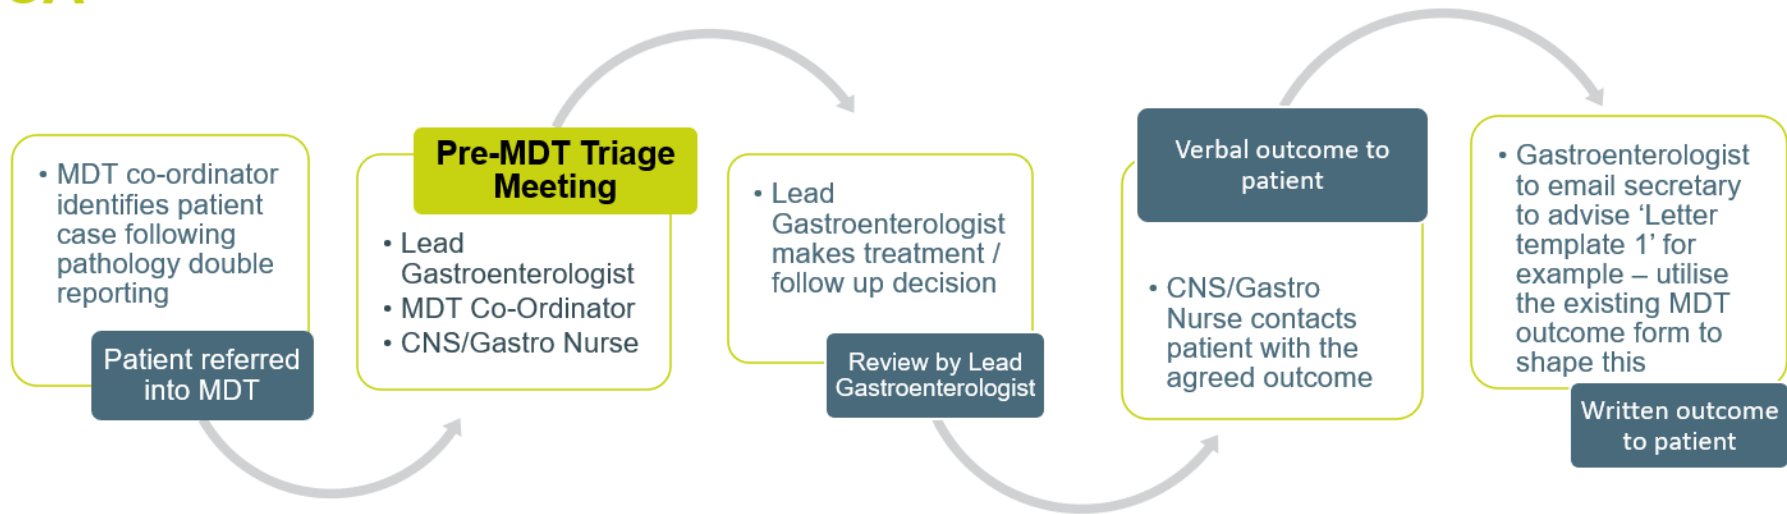 • MDT co-ordinator
identifies patient
case following
pathology double
reporting
Patient referred
into MDT
Pre-MDT Triage
Meeting
• Lead
Gastroenterologist
• MDT Co-Ordinator
• CNS/Gastro Nurse
• Lead
Gastroenterologist
makes treatment /
follow up decision
Review by Lead
Gastroenterologist
Verbal outcome to
patient
• CNS/Gastro
Nurse contacts
patient with the
agreed outcome
• Gastroenterologist
to email secretary
to advise ‘Letter
template 1’ for
example – utilise
the existing MDT
outcome form to
shape this
Written outcome
to patient